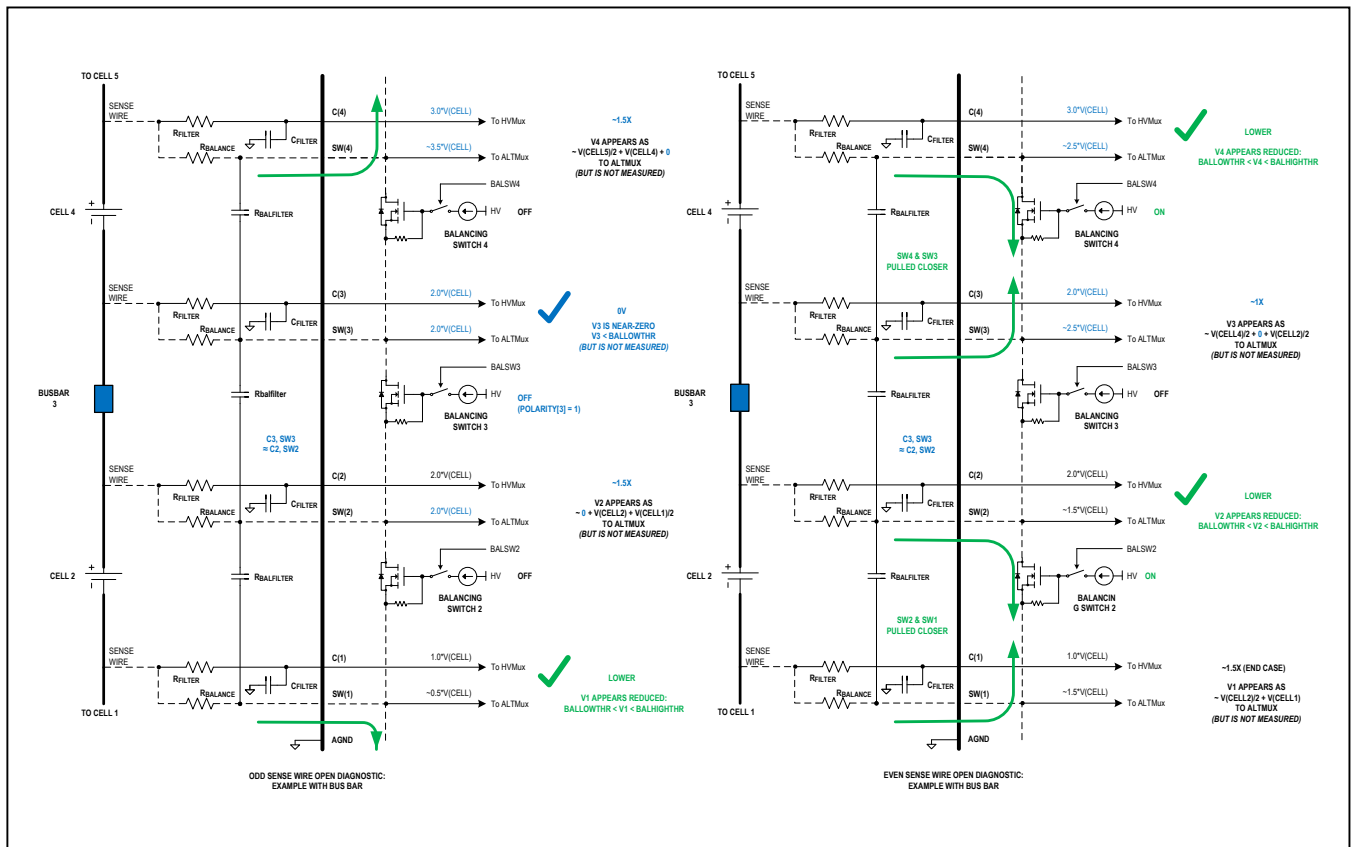 TO CELL 5
SENSE
WIRE
RFILTER
RBALANCE
CFILTER
C(4)
SW(4)
3.0*V(CELL)
~3.5*V(CELL)
To HVMux
To ALTMux
~1.5X
V4 APPEARS AS
~ V(CELL5)/2 + V(CELL4) + 0
TO ALTMUX
(BUT IS NOT MEASURED)
CELL 4
+
RBALFILTER
BALSW4
HV
OFF
BALANCING
SWITCH 4
SENSE
WIRE
RFILTER
RBALANCE
CFILTER
C(3)
SW(3)
2.0*V(CELL)
2.0*V(CELL)
To HVMux
To ALTMux
0V
V3 IS NEAR-ZERO
V3 < BALLOWTHR
(BUT IS NOT MEASURED)
BUSBAR
3
Rbalfilter
BALSW3
HV
OFF
(POLARITY[3] = 1)
BALANCING
SWITCH 3
C3, SW3
≈ C2, SW2
SENSE
WIRE
RFILTER
RBALANCE
CFILTER
C(2)
SW(2)
2.0*V(CELL)
2.0*V(CELL)
To HVMux
To ALTMux
~1.5X
V2 APPEARS AS
~ 0 + V(CELL2) + V(CELL1)/2
TO ALTMUX
(BUT IS NOT MEASURED)
CELL 2
+
RBALFILTER
BALSW2
HV
OFF
BALANCING
SWITCH 2
SENSE
WIRE
RFILTER
RBALANCE
CFILTER
C(1)
SW(1)
1.0*V(CELL)
~0.5*V(CELL)
To HVMux
To ALTMux
LOWER
V1 APPEARS REDUCED:
BALLOWTHR < V1 < BALHIGHTHR
TO CELL 1
AGND
ODD SENSE WIRE OPEN DIAGNOSTIC:
EXAMPLE WITH BUS BAR
TO CELL 5
SENSE
WIRE
RFILTER
RBALANCE
CFILTER
C(4)
SW(4)
3.0*V(CELL)
~2.5*V(CELL)
To HVMux
To ALTMux
LOWER
V4 APPEARS REDUCED:
BALLOWTHR < V4 < BALHIGHTHR
CELL 4
+
RBALFILTER
BALSW4
HV
ON
BALANCING
SWITCH 4
SW4 & SW3
PULLED CLOSER
SENSE
WIRE
RFILTER
RBALANCE
CFILTER
C(3)
SW(3)
2.0*V(CELL)
~2.5*V(CELL)
To HVMux
To ALTMux
~1X
V3 APPEARS AS
~ V(CELL4)/2 + 0 + V(CELL2)/2
TO ALTMUX
(BUT IS NOT MEASURED)
BUSBAR
3
RBALFILTER
BALSW3
HV
OFF
BALANCING
SWITCH 3
C3, SW3
≈ C2, SW2
SENSE
WIRE
RFILTER
RBALANCE
CFILTER
C(2)
SW(2)
2.0*V(CELL)
~1.5*V(CELL)
To HVMux
To ALTMux
LOWER
V2 APPEARS REDUCED:
BALLOWTHR < V2 < BALHIGHTHR
CELL 2
+
RBALFILTER
BALSW2
HV
ON
BALANCIN
G SWITCH 2
SW2 & SW1
PULLED CLOSER
SENSE
WIRE
RFILTER
RBALANCE
CFILTER
C(1)
SW(1)
1.0*V(CELL)
~1.5*V(CELL)
To HVMux
To ALTMux
~1.5X (END CASE)
V1 APPEARS AS
~ V(CELL2)/2 + V(CELL1)
TO ALTMUX
(BUT IS NOT MEASURED)
TO CELL 1
AGND
EVEN SENSE WIRE OPEN DIAGNOSTIC:
EXAMPLE WITH BUS BAR